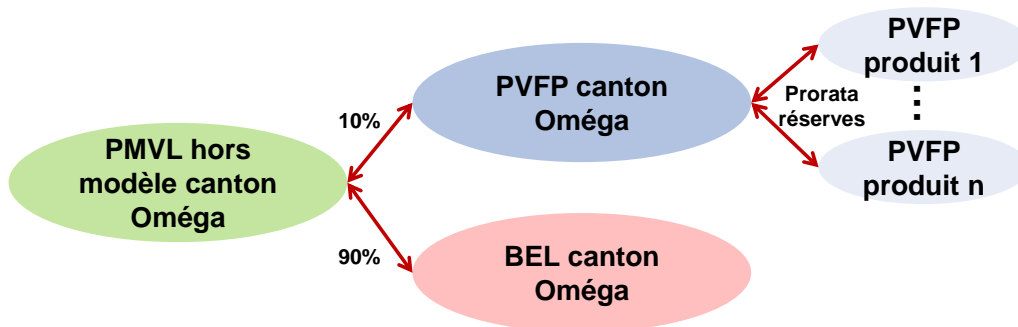 PMVL hors
modèle canton
Oméga
10%
90%
PVFP canton
Oméga
BEL canton
Oméga
Prorata
réserves
PVFP
produit 1
PVFP
produit n